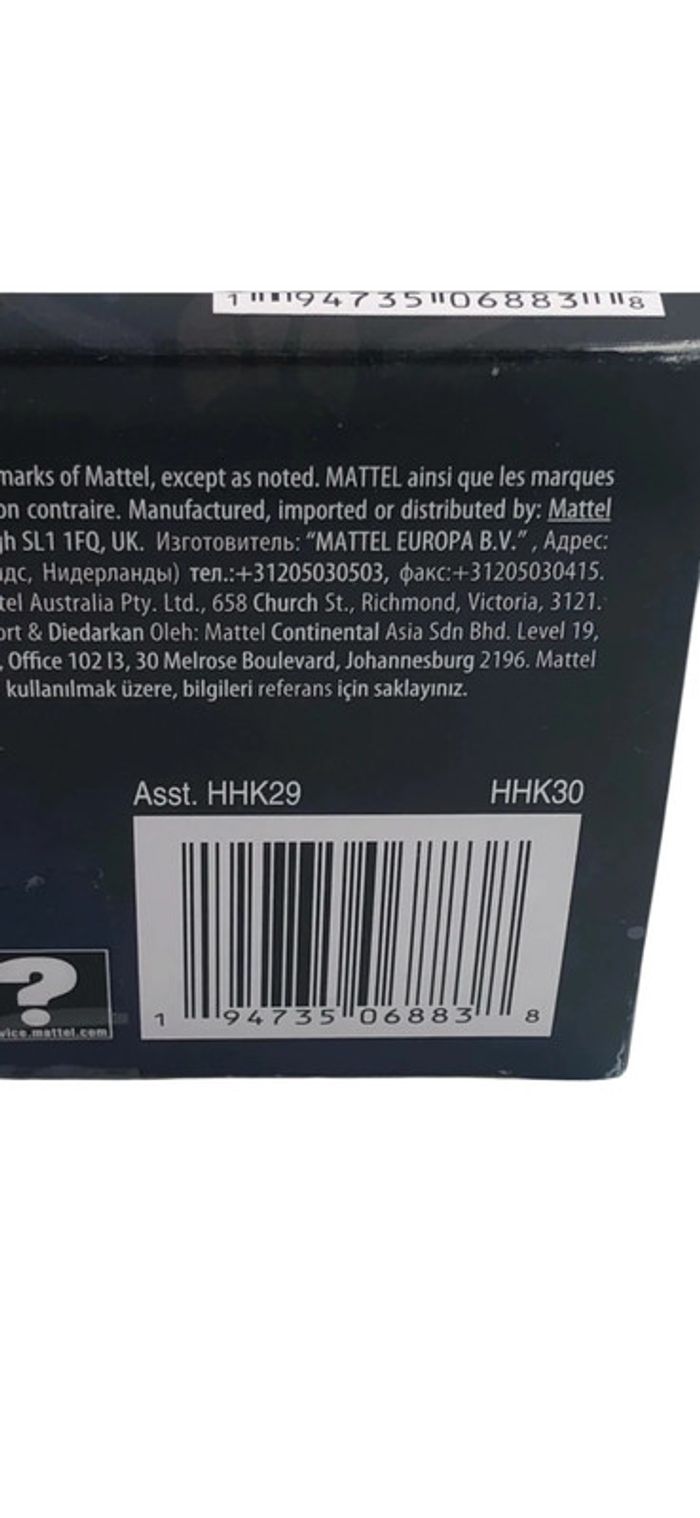 1 94735 06883 8
marks of Mattel, except as noted. MATTEL ainsi que les marques
on contraire. Manufactured, imported or distributed by: Mattel
gh SL1 1FQ, UK. Изготовитель: “MATTEL EUROPA B.V.” , Адрес:
ндс, Нидерланды) тел.:+31205030503, факс:+31205030415.
tel Australia Pty. Ltd., 658 Church St., Richmond, Victoria, 3121.
ort & Diedarkan Oleh: Mattel Continental Asia Sdn Bhd. Level 19,
, Office 102 I3, 30 Melrose Boulevard, Johannesburg 2196. Mattel
kullanılmak üzere, bilgileri referans için saklayınız.
Asst. HHK29 HHK30
?
vice.mattel.com
1 94735 06883 8